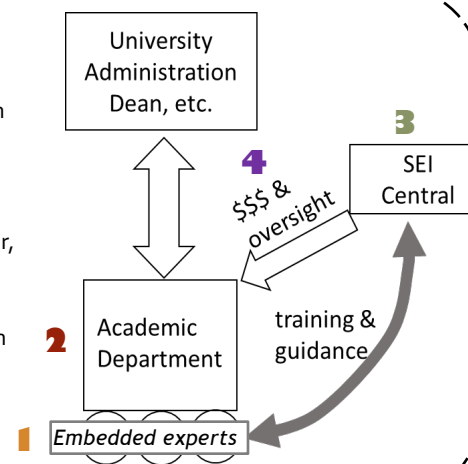 University
Administration
Dean, etc.
n
3
4
SEI
Central
$$$ &
oversight
r,
Academic
Department
training &
guidance
n
2
1
Embedded experts